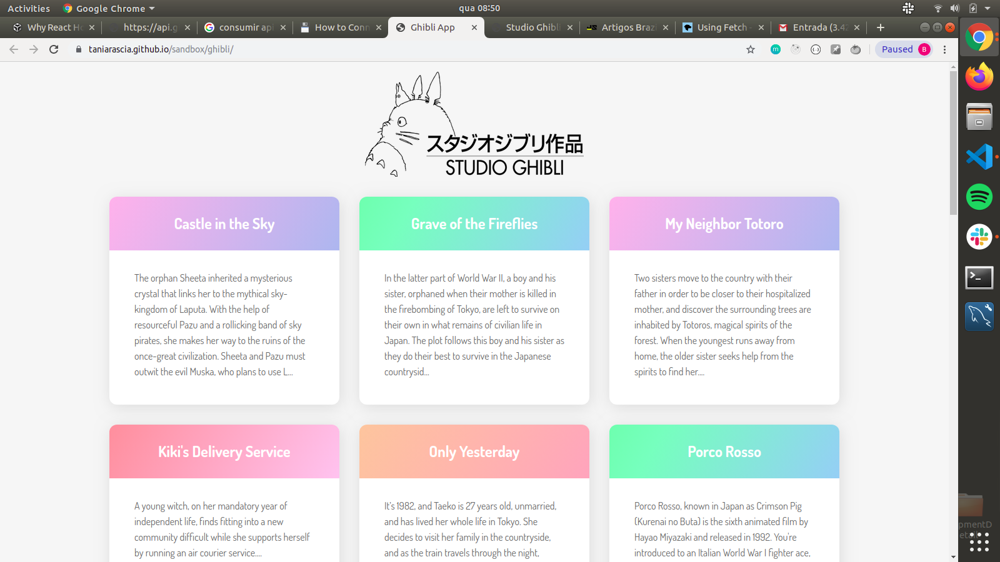 Activities
Google Chrome
qua 08:50
Why React H
https://api.g
consumir api
How to Conn
Ghibli App
Studio Ghibl
Artigos Brazi
Using Fetch -
Entrada (3.42
taniarascia.github.io/sandbox/ghibli/
Paused
B
スタジオジブリ作品
STUDIO GHIBLI
Castle in the Sky
The orphan Sheeta inherited a mysterious
crystal that links her to the mythical sky-
kingdom of Laputa. With the help of
resourceful Pazu and a rollicking band of sky
pirates, she makes her way to the ruins of the
once-great civilization. Sheeta and Pazu must
outwit the evil Muska, who plans to use L...
Grave of the Fireflies
In the latter part of World War II, a boy and his
sister, orphaned when their mother is killed in
the firebombing of Tokyo, are left to survive on
their own in what remains of civilian life in
Japan. The plot follows this boy and his sister as
they do their best to survive in the Japanese
countrysid...
My Neighbor Totoro
Two sisters move to the country with their
father in order to be closer to their hospitalized
mother, and discover the surrounding trees are
inhabited by Totoros, magical spirits of the
forest. When the youngest runs away from
home, the older sister seeks help from the
spirits to find her....
Kiki's Delivery Service
A young witch, on her mandatory year of
independent life, finds fitting into a new
community difficult while she supports herself
by running an air courier service....
Only Yesterday
It's 1982, and Taeko is 27 years old, unmarried,
and has lived her whole life in Tokyo. She
decides to visit her family in the countryside,
and as the train travels through the night,
Porco Rosso
Porco Rosso, known in Japan as Crimson Pig
(Kurenai no Buta) is the sixth animated film by
Hayao Miyazaki and released in 1992. You're
introduced to an Italian World War I fighter ace,
pmentD